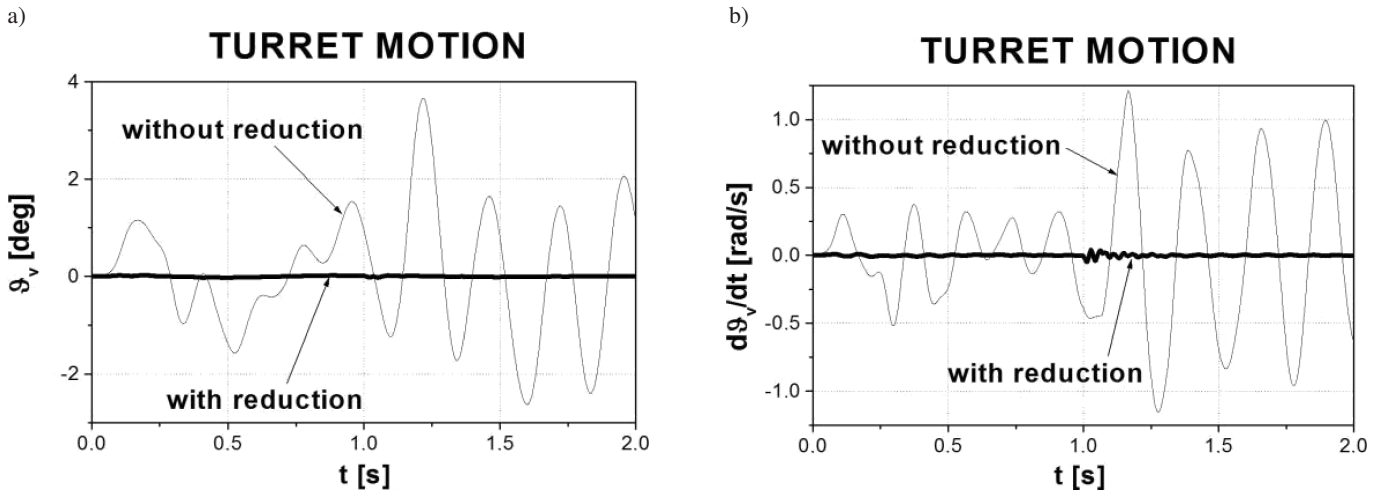 a)
TURRET MOTION
4
2
0
-2
ϑv [deg]
without reduction
with reduction
0.0 0.5 1.0 1.5 2.0
t [s]
b)
TURRET MOTION
1.0
0.5
0.0
-0.5
-1.0
dϑv/dt [rad/s]
without reduction
with reduction
0.0 0.5 1.0 1.5 2.0
t [s]